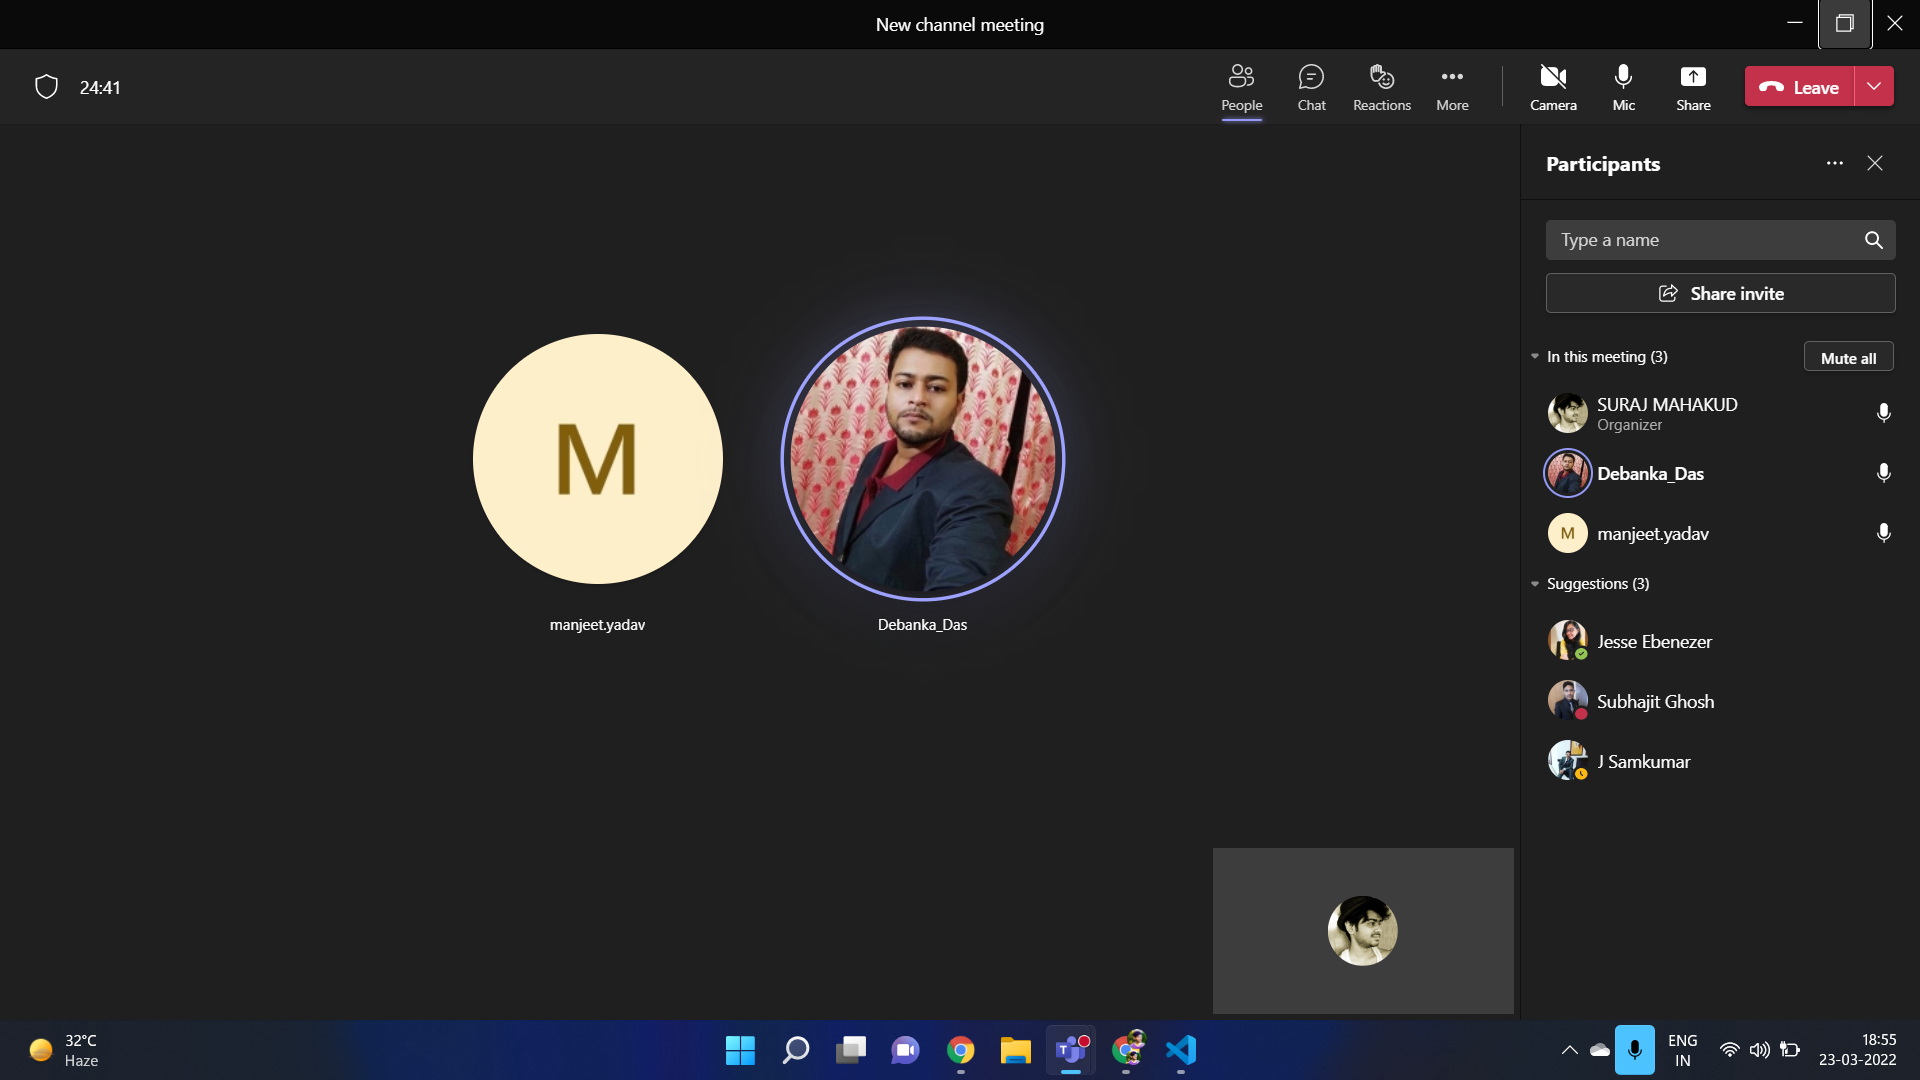 New channel meeting
24:41
People
Chat
Reactions
More
Camera
Mic
Share
Leave
Participants
Type a name
Share invite
In this meeting (3)
Mute all
SURAJ MAHAKUD
Organizer
Debanka_Das
M
manjeet.yadav
Suggestions (3)
Jesse Ebenezer
Subhajit Ghosh
J Samkumar
M
manjeet.yadav
Debanka_Das
32°C
Haze
T
ENG
IN
18:55
23-03-2022